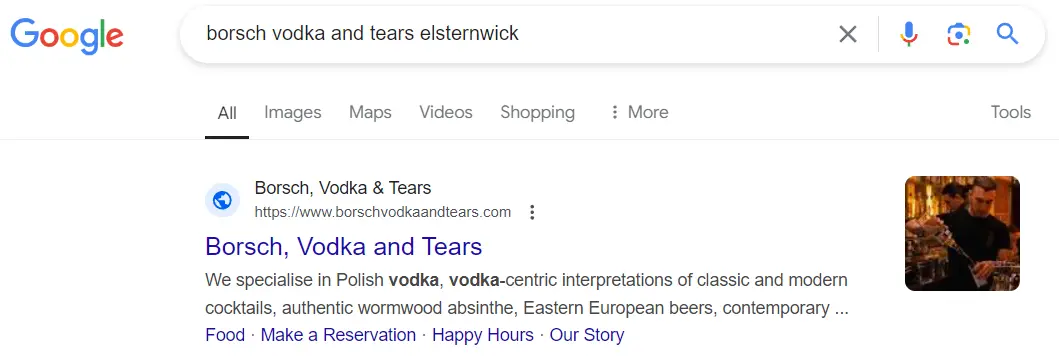 Google
borsch vodka and tears elsternwick
All Images Maps Videos Shopping More Tools
Borsch, Vodka & Tears
https://www.borschvodkaandtears.com
Borsch, Vodka and Tears
We specialise in Polish vodka, vodka-centric interpretations of classic and modern
cocktails, authentic wormwood absinthe, Eastern European beers, contemporary ...
Food · Make a Reservation · Happy Hours · Our Story